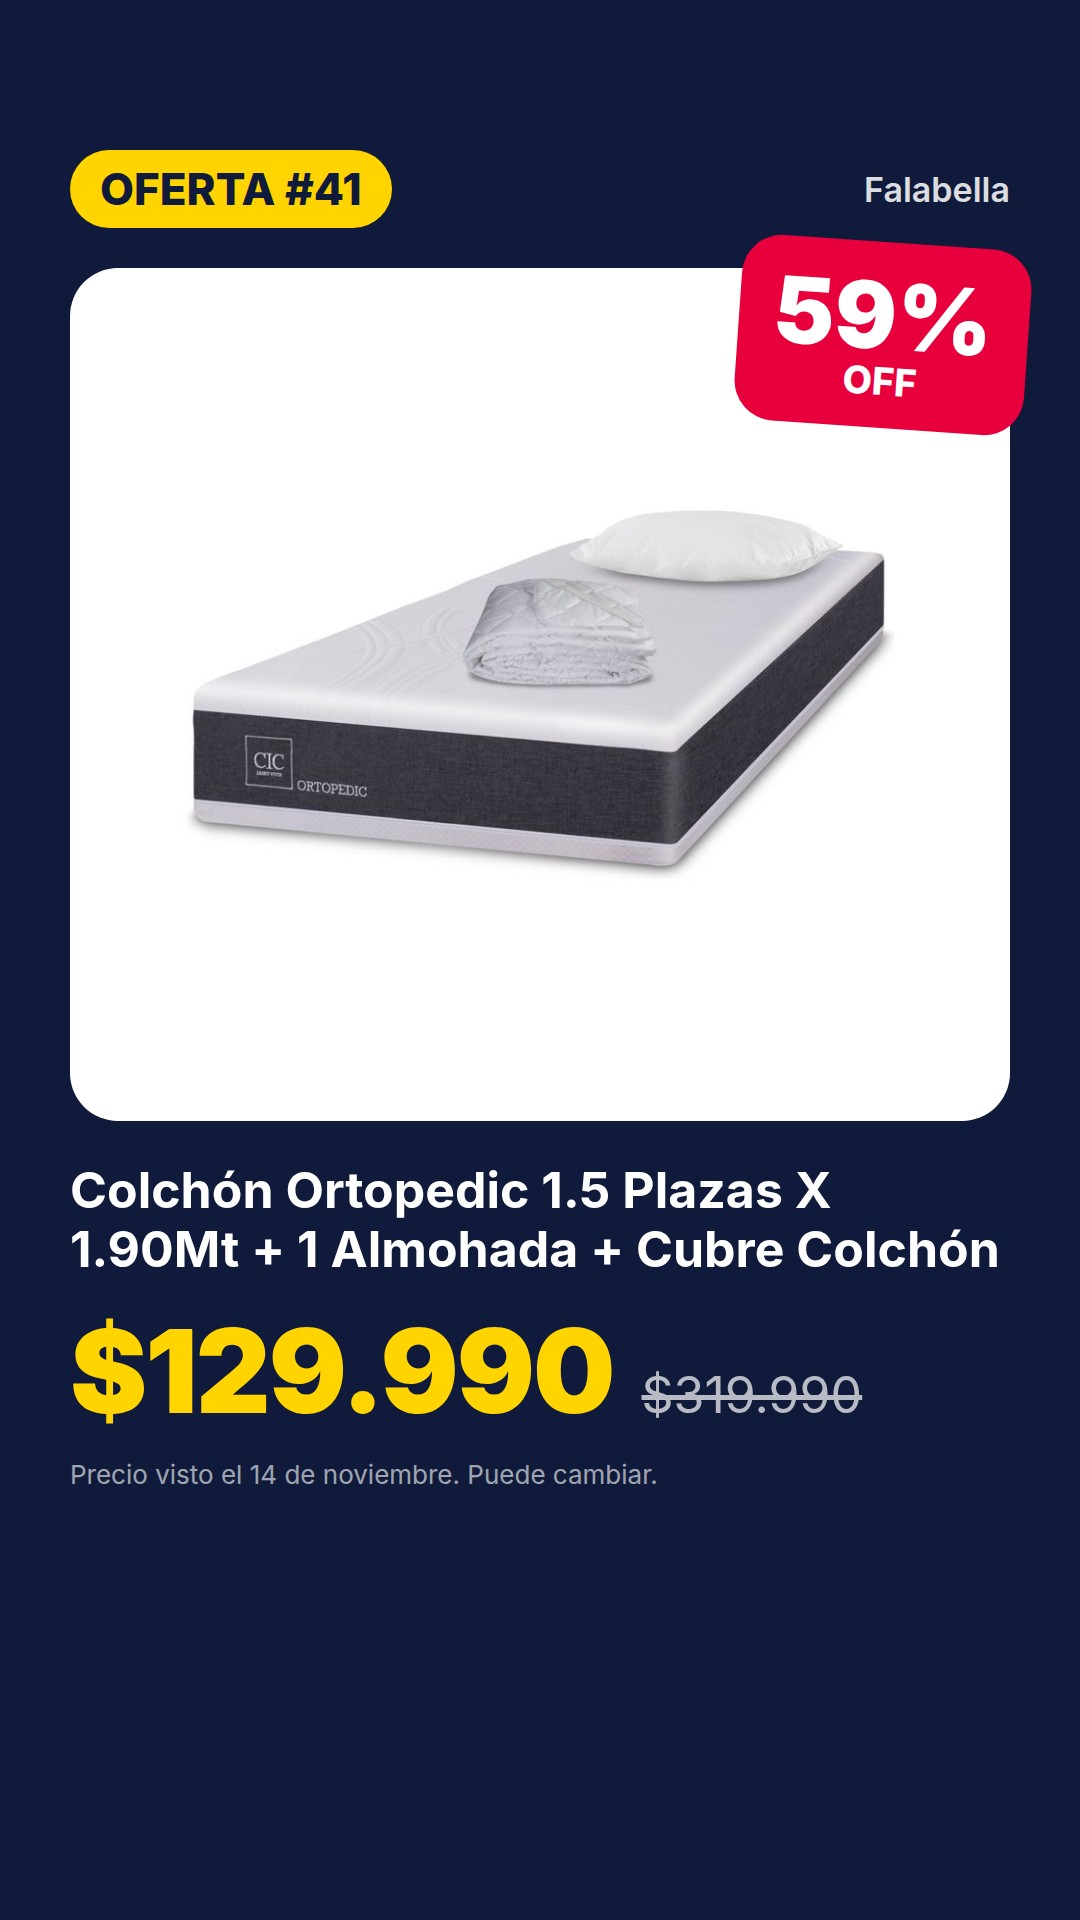 OFERTA #41
Falabella
59%
OFF
CIC
ORTOPEDIC
Colchón Ortopedic 1.5 Plazas X
1.90Mt + 1 Almohada + Cubre Colchón
$129.990 $319.990
Precio visto el 14 de noviembre. Puede cambiar.